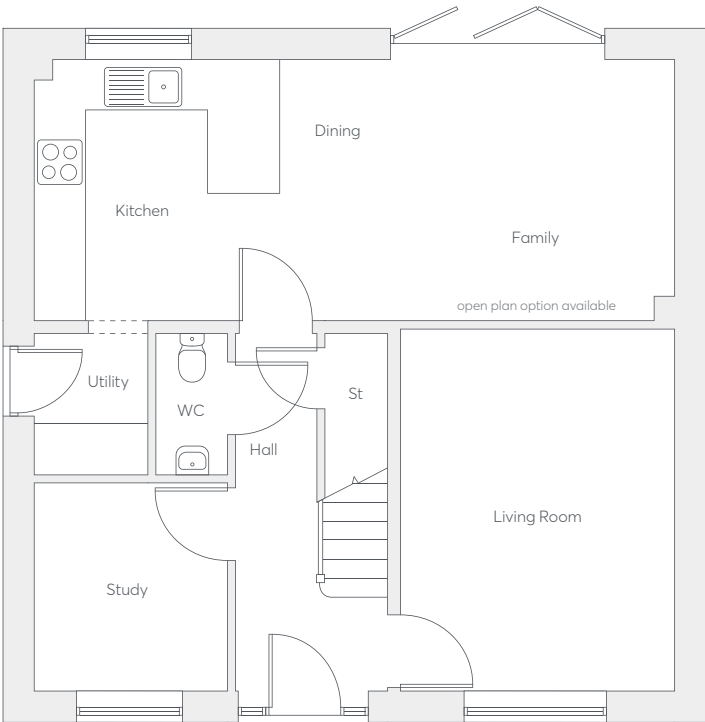 Dining
Kitchen
Family
open plan option available
Utility
St
WC
Hall
Living Room
Study